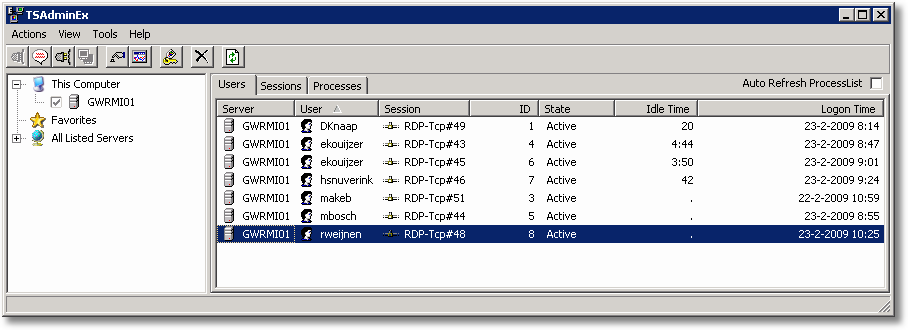 TSAdminEx
Actions View Tools Help
This Computer
GWRMI01
Favorites
All Listed Servers
Users Sessions Processes Auto Refresh ProcessList
Server User Session ID State Idle Time Logon Time
GWRMI01 DKnaap RDP-Tcp#49 1 Active 20 23-2-2009 8:14
GWRMI01 ekouijzer RDP-Tcp#43 4 Active 4:44 23-2-2009 8:47
GWRMI01 ekouijzer RDP-Tcp#45 6 Active 3:50 23-2-2009 9:01
GWRMI01 hsnuverink RDP-Tcp#46 7 Active 42 23-2-2009 9:24
GWRMI01 makeb RDP-Tcp#51 3 Active . 22-2-2009 10:59
GWRMI01 mbosch RDP-Tcp#44 5 Active . 23-2-2009 8:55
GWRMI01 rweijnen RDP-Tcp#48 8 Active . 23-2-2009 10:25